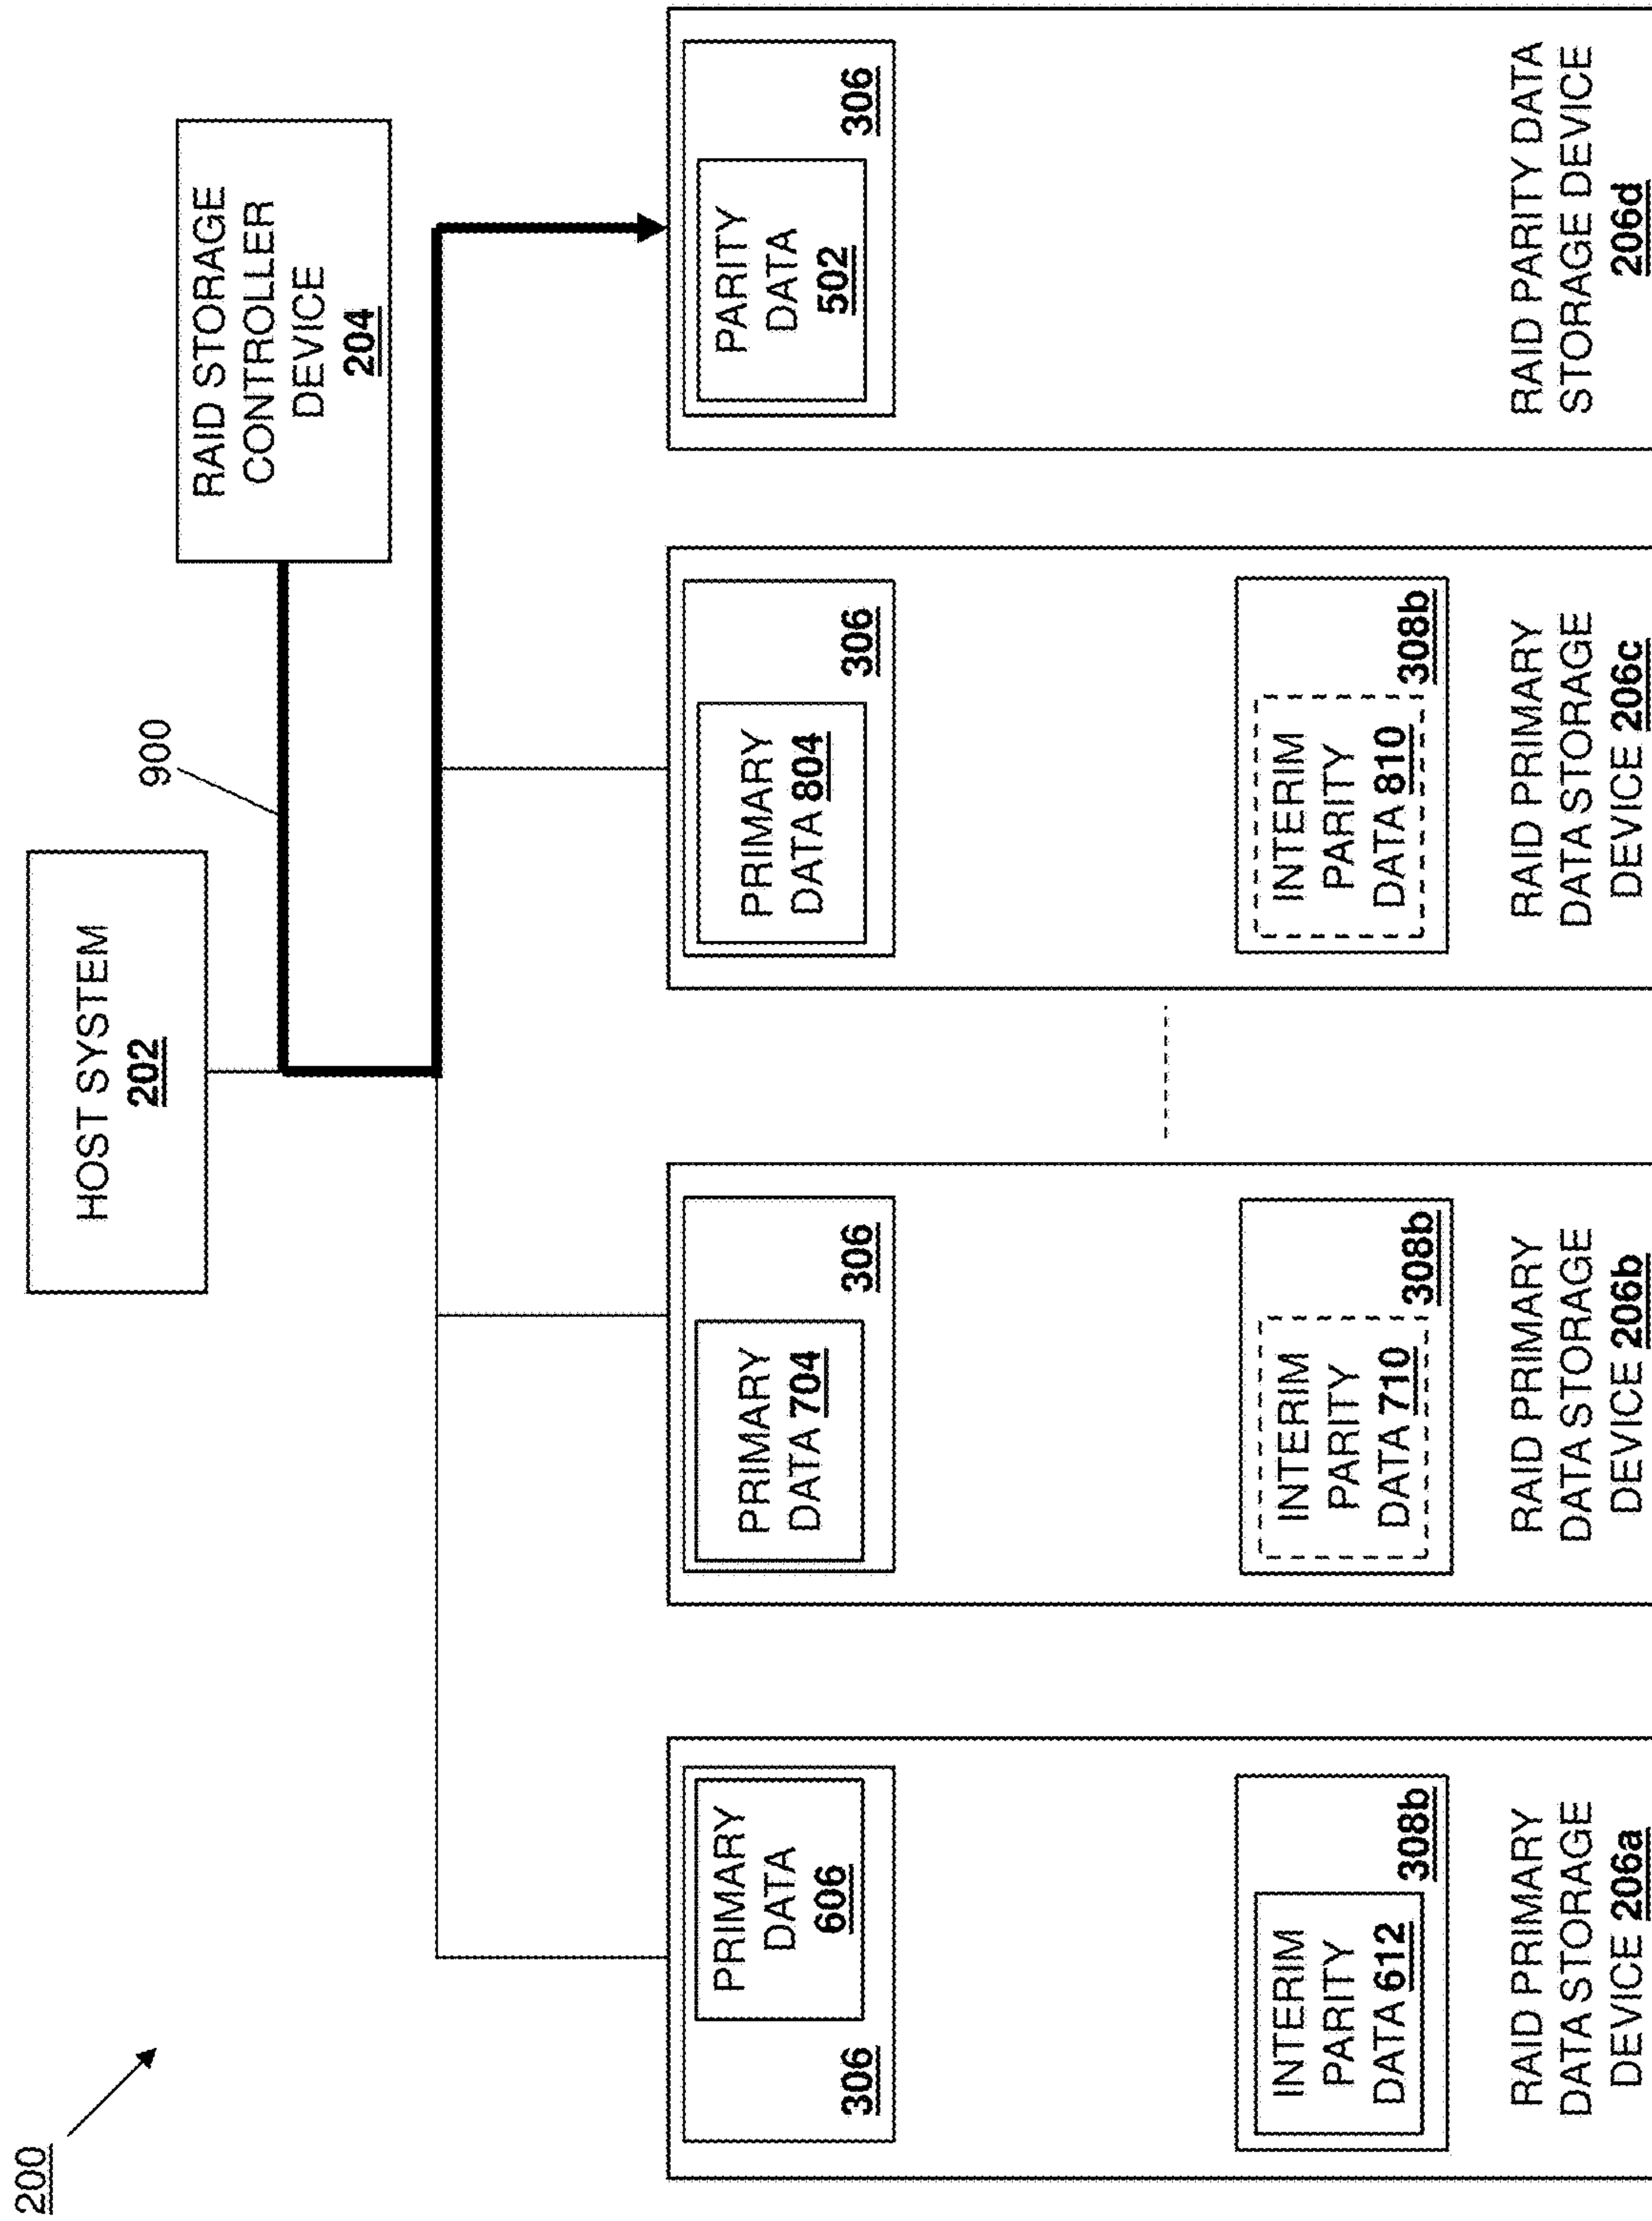 200
HOST SYSTEM
202
900
RAID STORAGE
CONTROLLER
DEVICE
204
PRIMARY
DATA
606
306
INTERIM
PARITY
DATA 612
308b
RAID PRIMARY
DATA STORAGE
DEVICE 206a
PRIMARY
DATA 704
306
INTERIM
PARITY
DATA 710
308b
RAID PRIMARY
DATA STORAGE
DEVICE 206b
PRIMARY
DATA 804
306
INTERIM
PARITY
DATA 810
308b
RAID PRIMARY
DATA STORAGE
DEVICE 206c
PARITY
DATA
502
306
RAID PARITY DATA
STORAGE DEVICE
206d